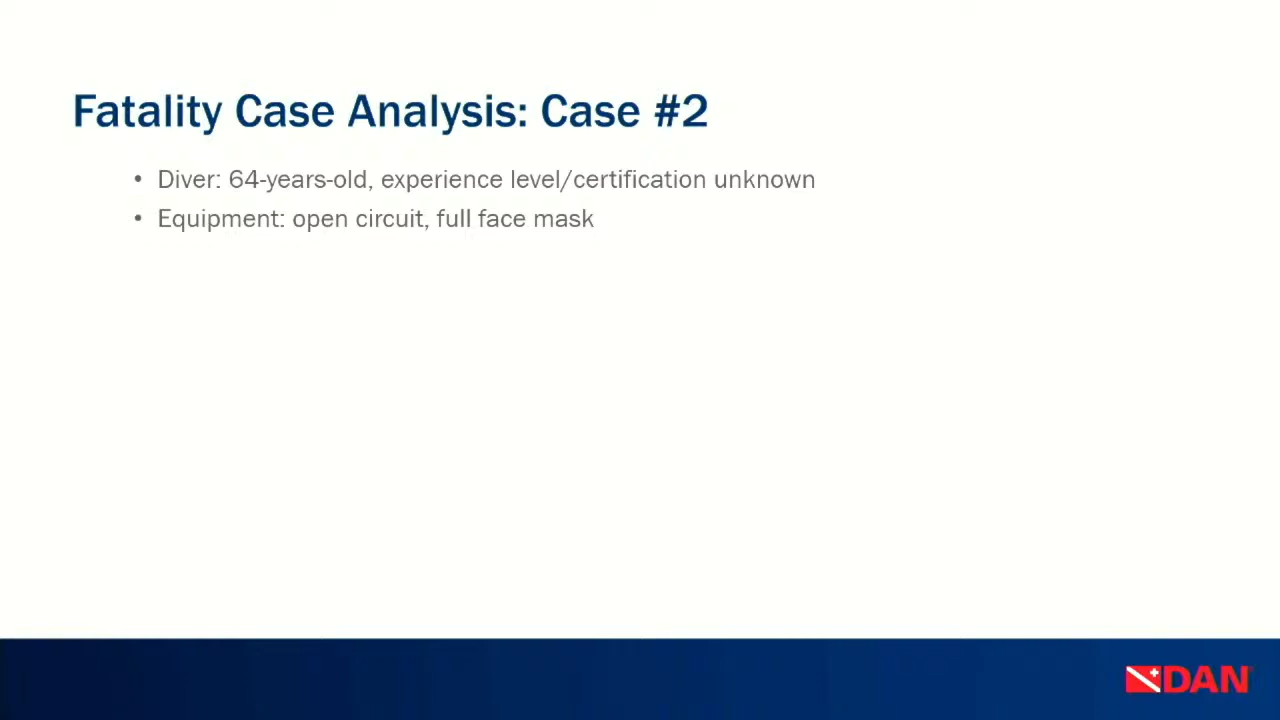 Fatality Case Analysis: Case #2
• Diver: 64-years-old, experience level/certification unknown
• Equipment: open circuit, full face mask
DAN